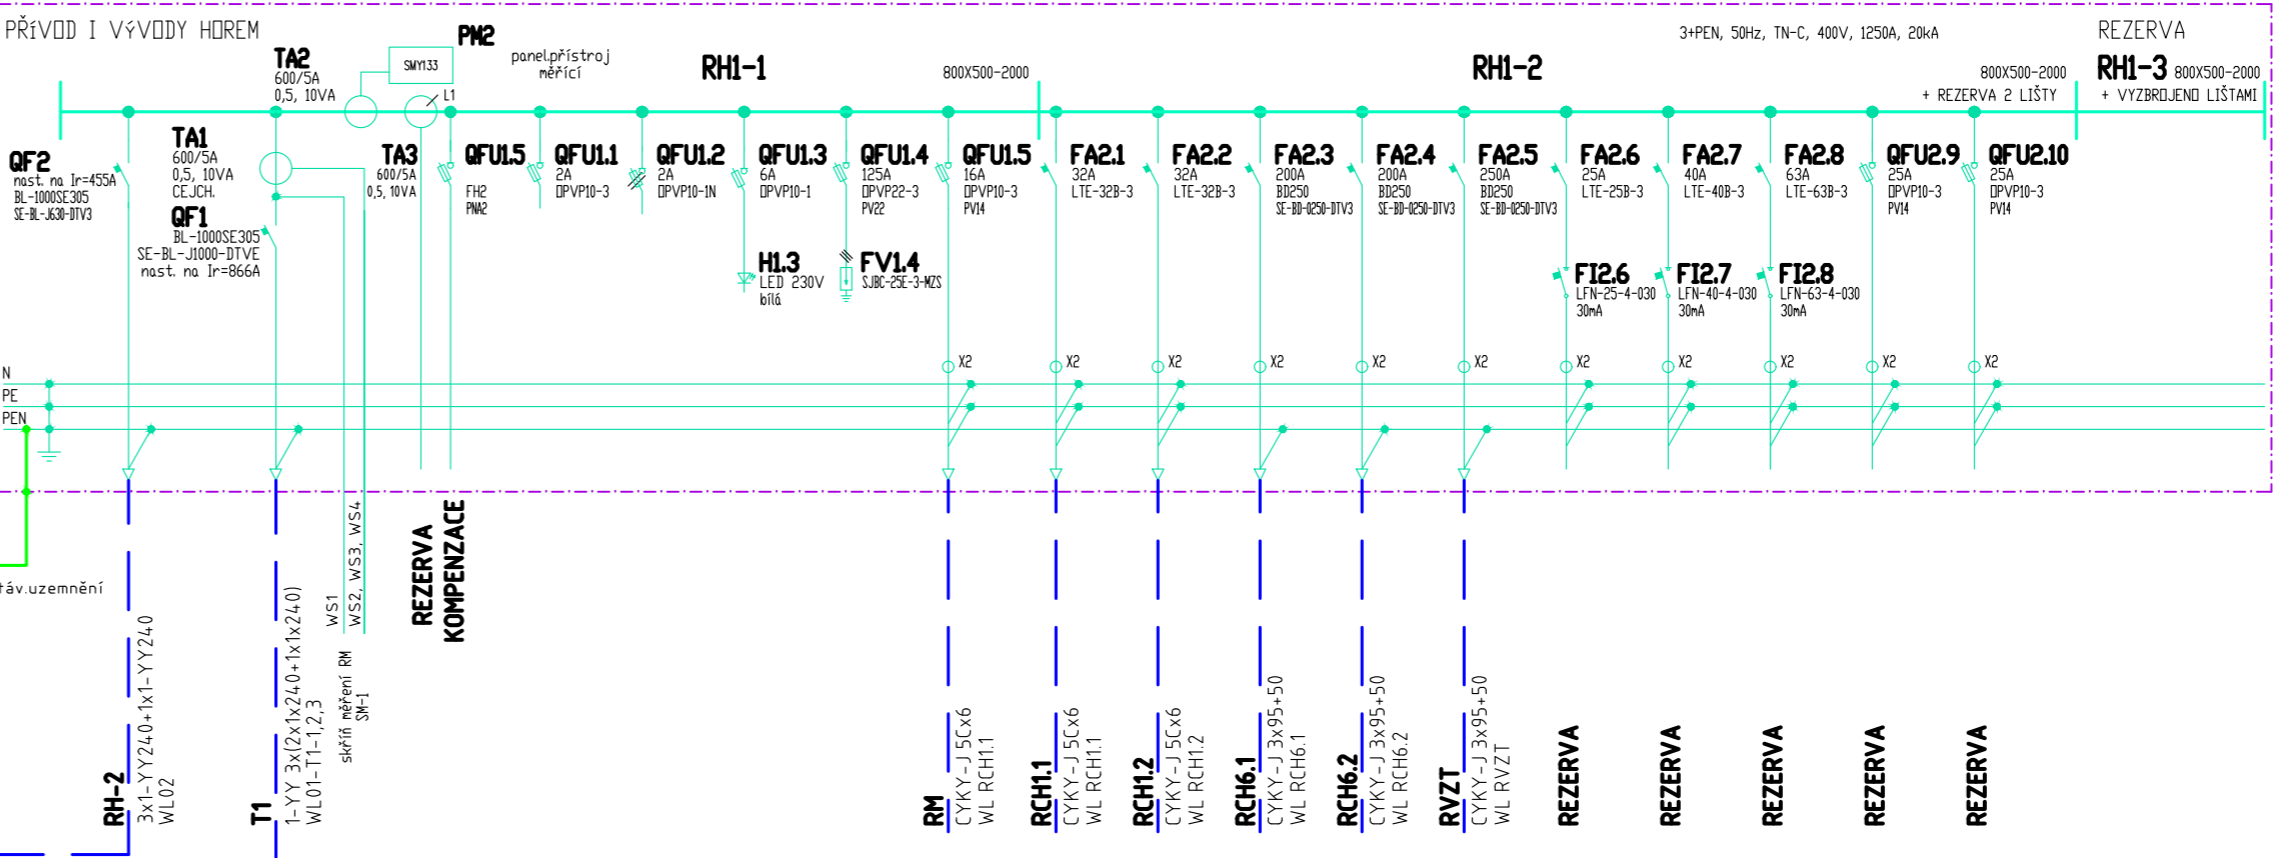 PŘÍVOD I VÝVODY HOREM
TA2
600/5A
0,5, 10VA
PM2
SMY133
panel.přístroj
měřící
L1
RH1-1
800X500-2000
RH1-2
3+PEN, 50Hz, TN-C, 400V, 1250A, 20kA
800X500-2000
+ REZERVA 2 LIŠTY
REZERVA
RH1-3 800X500-2000
+ VYZBROJENO LIŠTAMI
QF2
nast. na Ir=455A
BL-1000SE305
SE-BL-J630-DTV3
TA1
600/5A
0,5, 10VA
CEJCH.
QF1
BL-1000SE305
SE-BL-J1000-DTVE
nast. na Ir=866A
TA3
600/5A
0,5, 10VA
QFU1.5
FH2
PNA2
QFU1.1
2A
OPVP10-3
QFU1.2
2A
OPVP10-1N
QFU1.3
6A
OPVP10-1
QFU1.4
125A
OPVP22-3
PV22
QFU1.5
16A
OPVP10-3
PV14
FA2.1
32A
LTE-32B-3
FA2.2
32A
LTE-32B-3
FA2.3
200A
BD250
SE-BD-0250-DTV3
FA2.4
200A
BD250
SE-BD-0250-DTV3
FA2.5
250A
BD250
SE-BD-0250-DTV3
FA2.6
25A
LTE-25B-3
FA2.7
40A
LTE-40B-3
FA2.8
63A
LTE-63B-3
QFU2.9
25A
OPVP10-3
PV14
QFU2.10
25A
OPVP10-3
PV14
H1.3
LED 230V
bílá
FV1.4
SJBC-25E-3-MZS
FI2.6
LFN-25-4-030
30mA
FI2.7
LFN-40-4-030
30mA
FI2.8
LFN-63-4-030
30mA
X2
X2
X2
X2
X2
X2
X2
X2
X2
X2
X2
N
PE
PEN
táv.uzemnění
RH-2
3x1-YY240+1x1-YY240
WL02
T1
1-YY 3x(2x1x240+1x1x240)
WL01-T1-1,2,3
WS1
WS2, WS3, WS4
skříň měření RM
SM-1
REZERVA
KOMPENZACE
RM
CYKY-J 5Cx6
WL RCH1.1
RCH1.1
CYKY-J 5Cx6
WL RCH1.1
RCH1.2
CYKY-J 5Cx6
WL RCH1.2
RCH6.1
CYKY-J 3x95+50
WL RCH6.1
RCH6.2
CYKY-J 3x95+50
WL RCH6.2
RVZT
CYKY-J 3x95+50
WL RVZT
REZERVA
REZERVA
REZERVA
REZERVA
REZERVA